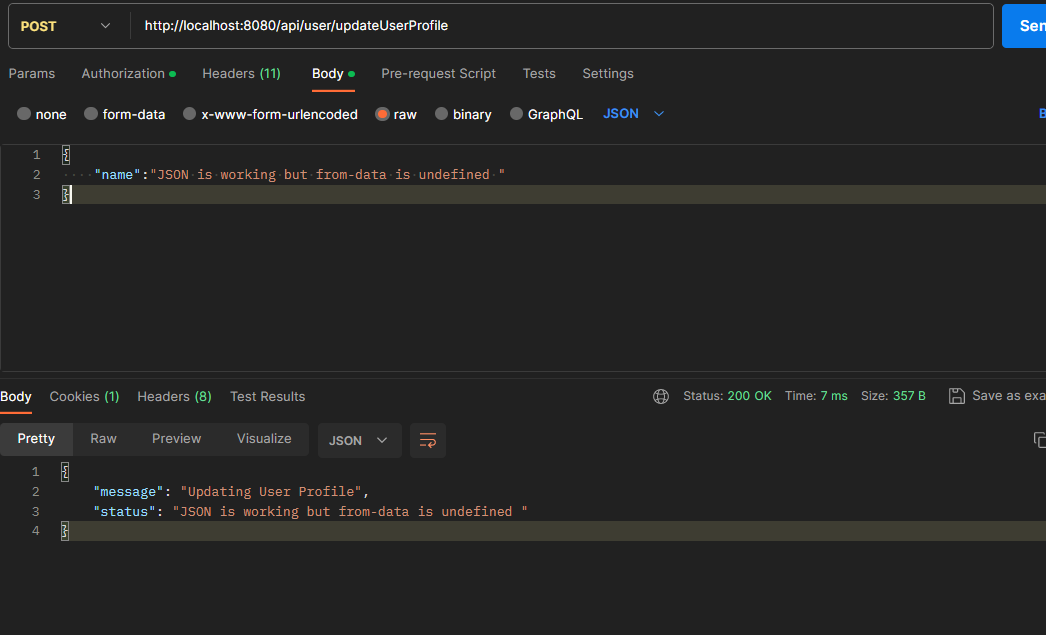 POST http://localhost:8080/api/user/updateUserProfile Sen
Params Authorization Headers (11) Body Pre-request Script Tests Settings
none form-data x-www-form-urlencoded raw binary GraphQL JSON B
1 {
2 "name":"JSON is working but from-data is undefined "
3 }
Body Cookies (1) Headers (8) Test Results Status: 200 OK Time: 7 ms Size: 357 B Save as exa
Pretty Raw Preview Visualize JSON
1 {
2 "message": "Updating User Profile",
3 "status": "JSON is working but from-data is undefined "
4 }